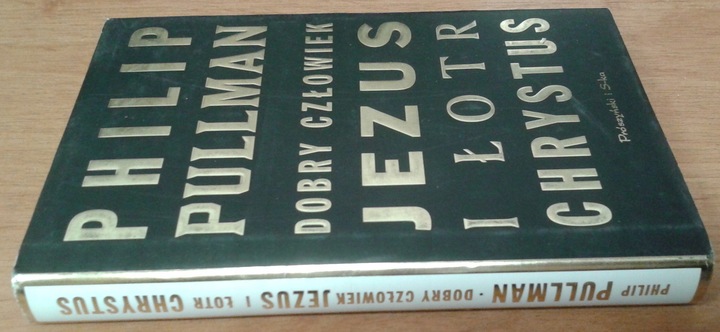 PHILIP
PULLMAN
DOBRY CZŁOWIEK
JEZUS
I ŁOTR
CHRYSTUS
Prószyński i S-ka
PHILIP PULLMAN · DOBRY CZŁOWIEK JEZUS I ŁOTR CHRYSTUS